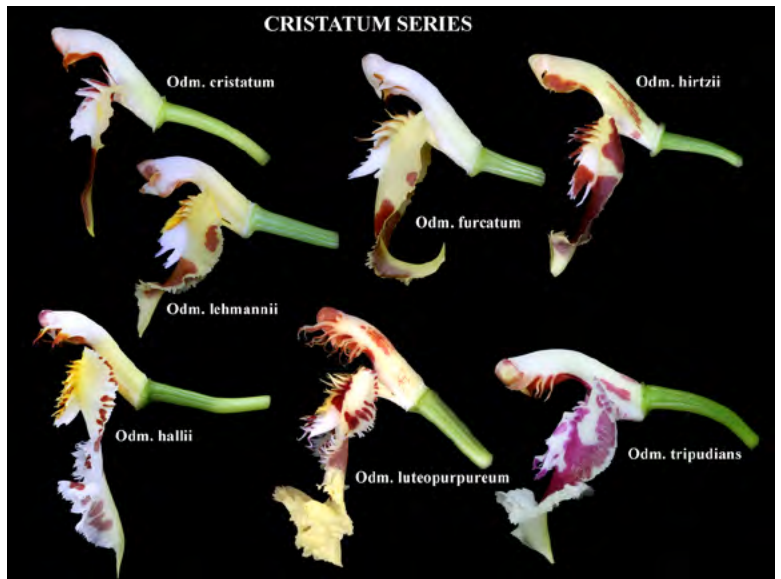 CRISTATUM SERIES
Odm. cristatum
Odm. hirtzii
Odm. furcatum
Odm. lehmannii
Odm. hallii
Odm. luteopurpureum
Odm. tripudians